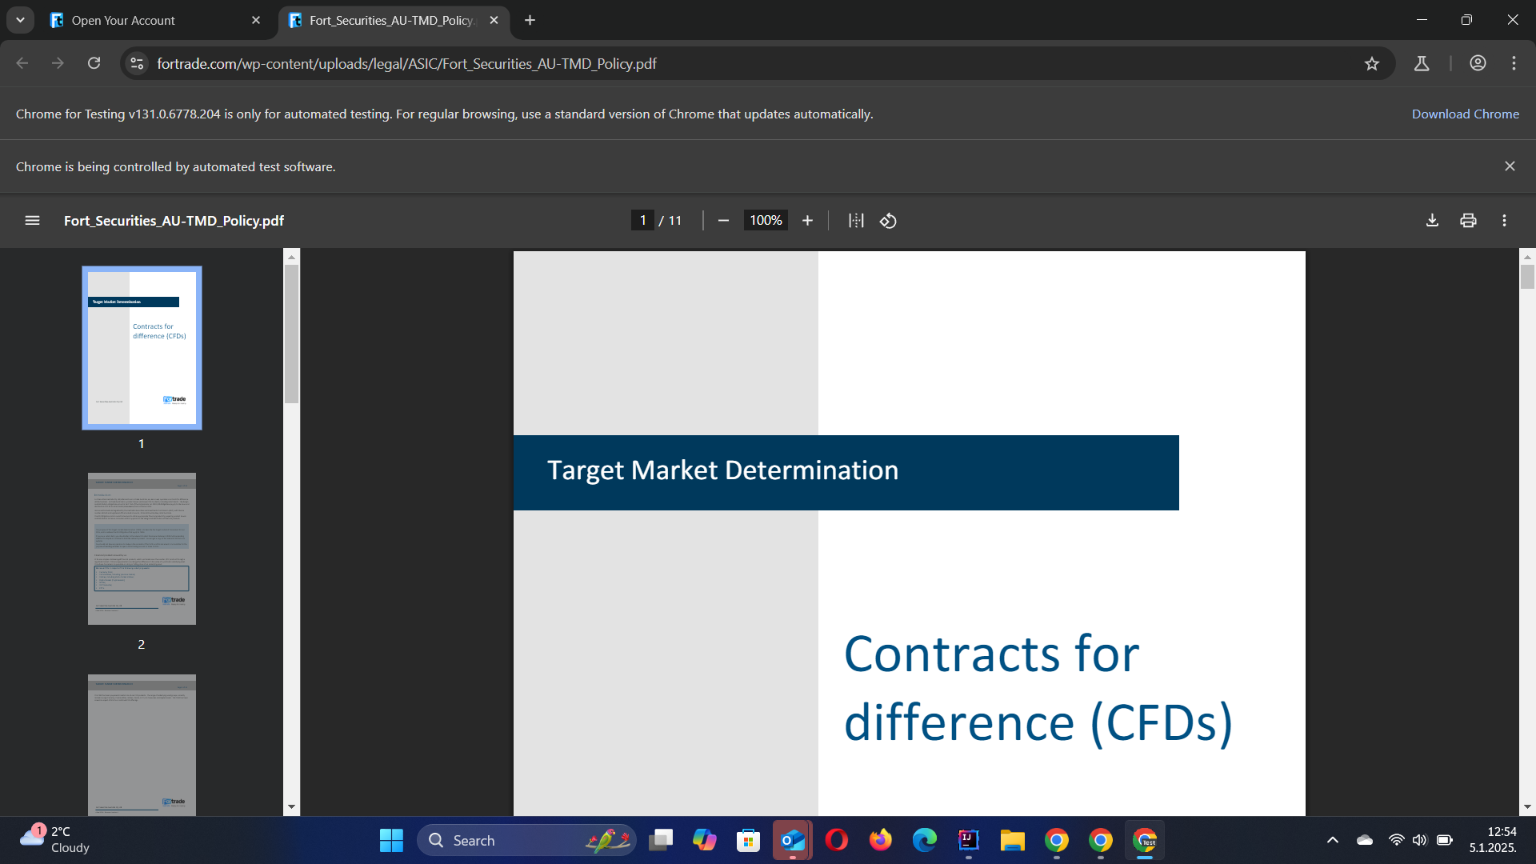 Open Your Account
Fort_Securities_AU-TMD_Policy.
fortrade.com/wp-content/uploads/legal/ASIC/Fort_Securities_AU-TMD_Policy.pdf
Chrome for Testing v131.0.6778.204 is only for automated testing. For regular browsing, use a standard version of Chrome that updates automatically.
Download Chrome
Chrome is being controlled by automated test software.
Fort_Securities_AU-TMD_Policy.pdf
1 / 11
100%
Target Market Determination
Contracts for
difference (CFDs)
fortrade
1
2
Target Market Determination
Contracts for
difference (CFDs)
1
2°C
Cloudy
Search
12:54
5.1.2025.